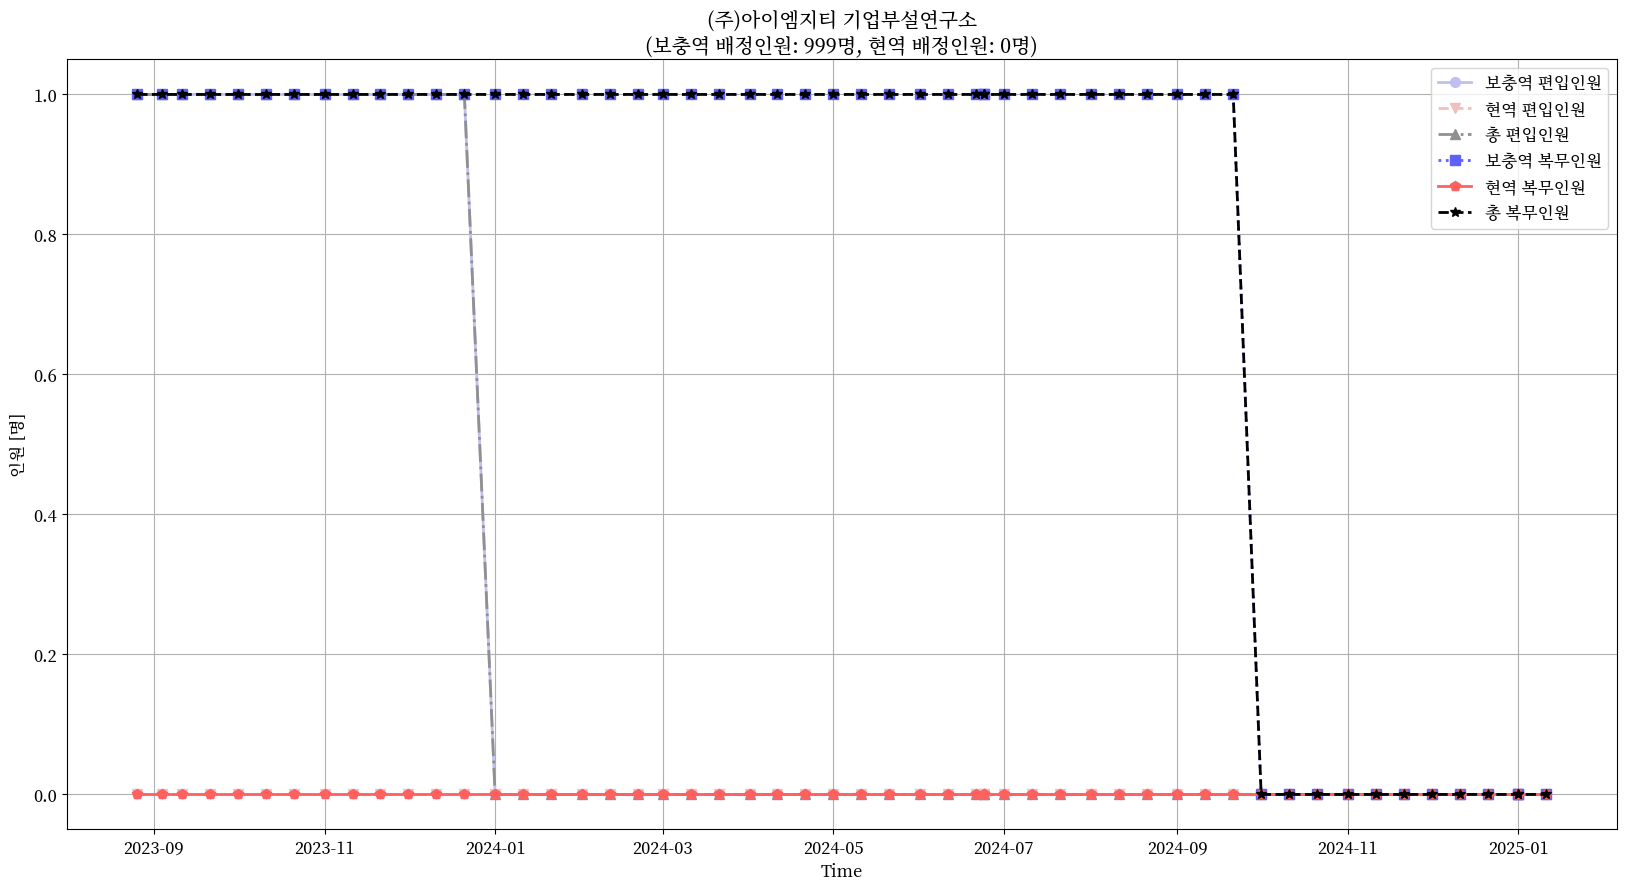 (주)아이엠지티 기업부설연구소
(보충역 배정인원: 999명, 현역 배정인원: 0명)
보충역 편입인원
현역 편입인원
총 편입인원
보충역 복무인원
현역 복무인원
총 복무인원
인원 [명]
1.0
0.8
0.6
0.4
0.2
0.0
2023-09
2023-11
2024-01
2024-03
2024-05
2024-07
2024-09
2024-11
2025-01
Time